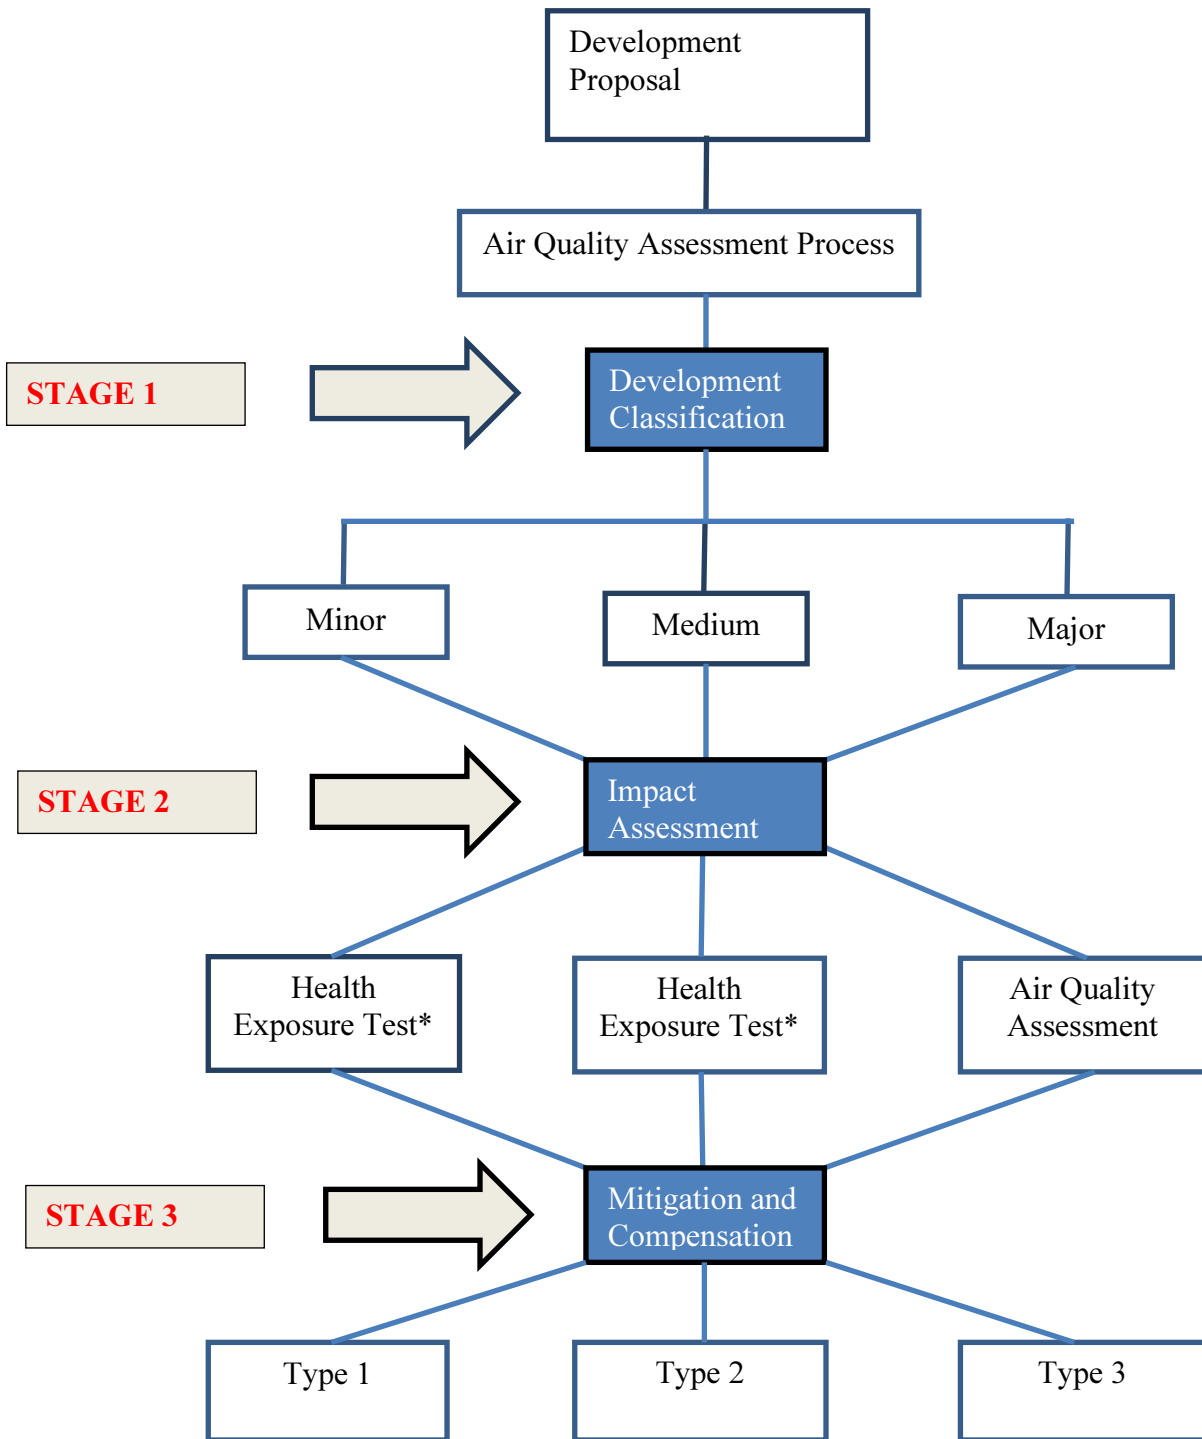 Development
Proposal
Air Quality Assessment Process
STAGE 1
Development
Classification
Minor
Medium
Major
STAGE 2
Impact
Assessment
Health
Exposure Test*
Health
Exposure Test*
Air Quality
Assessment
STAGE 3
Mitigation and
Compensation
Type 1
Type 2
Type 3